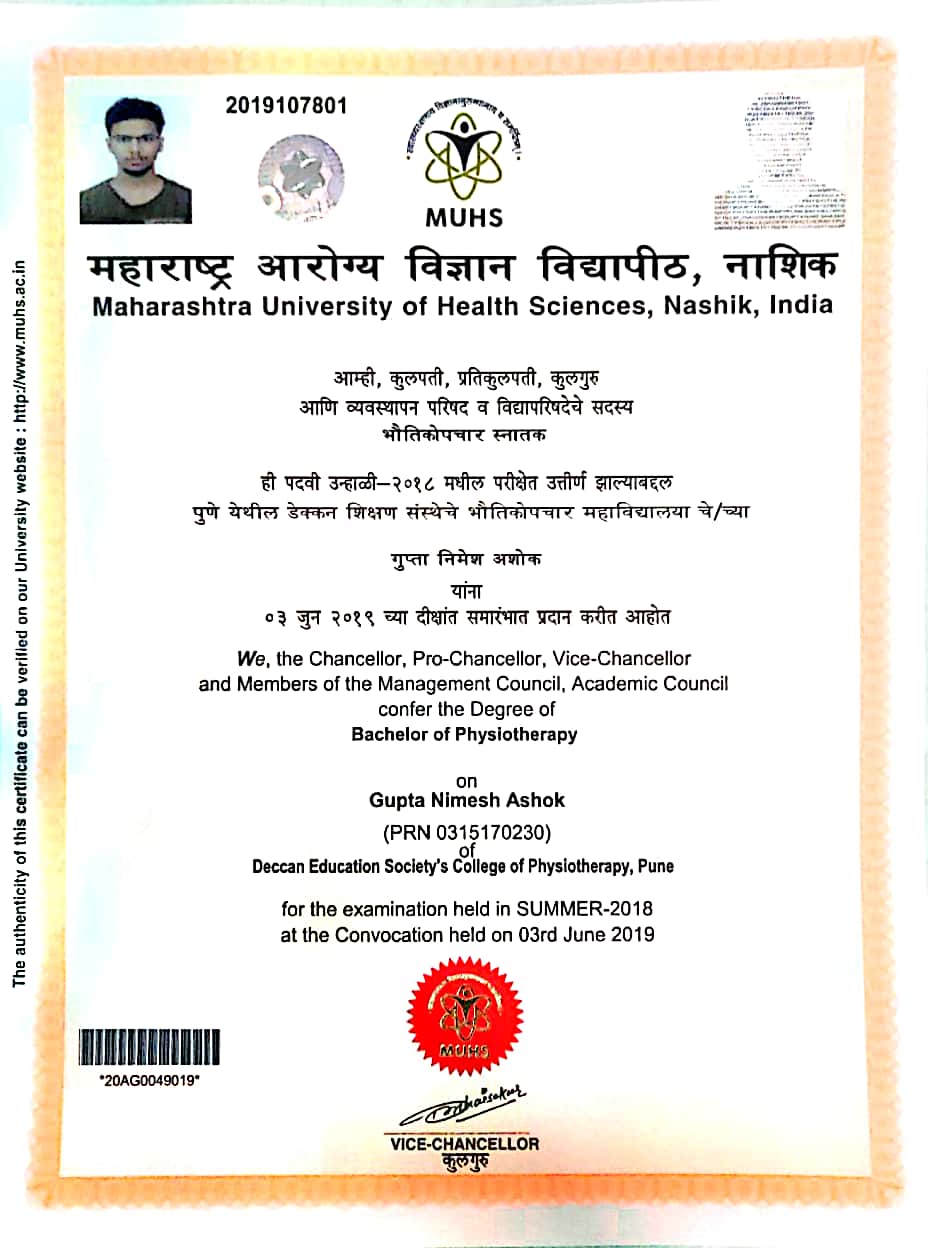 2019107801
MUHS
महाराष्ट्र आरोग्य विज्ञान विद्यापीठ, नाशिक
Maharashtra University of Health Sciences, Nashik, India
आम्ही, कुलपती, प्रतिकुलपती, कुलगुरु
आणि व्यवस्थापन परिषद व विद्यापरिषदेचे सदस्य
भौतिकोपचार स्नातक
ही पदवी उन्हाळी–२०१८ मधील परीक्षेत उत्तीर्ण झाल्याबद्दल
पुणे येथील डेक्कन शिक्षण संस्थेचे भौतिकोपचार महाविद्यालया चे/च्या
गुप्ता निमेश अशोक
यांना
०३ जुन २०१९ च्या दीक्षांत समारंभात प्रदान करीत आहोत
We, the Chancellor, Pro-Chancellor, Vice-Chancellor
and Members of the Management Council, Academic Council
confer the Degree of
Bachelor of Physiotherapy
on
Gupta Nimesh Ashok
(PRN 0315170230)
of
Deccan Education Society's College of Physiotherapy, Pune
for the examination held in SUMMER-2018
at the Convocation held on 03rd June 2019
MUHS
*20AG0049019*
VICE-CHANCELLOR
कुलगुरु
The authenticity of this certificate can be verified on our University website : http://www.muhs.ac.in